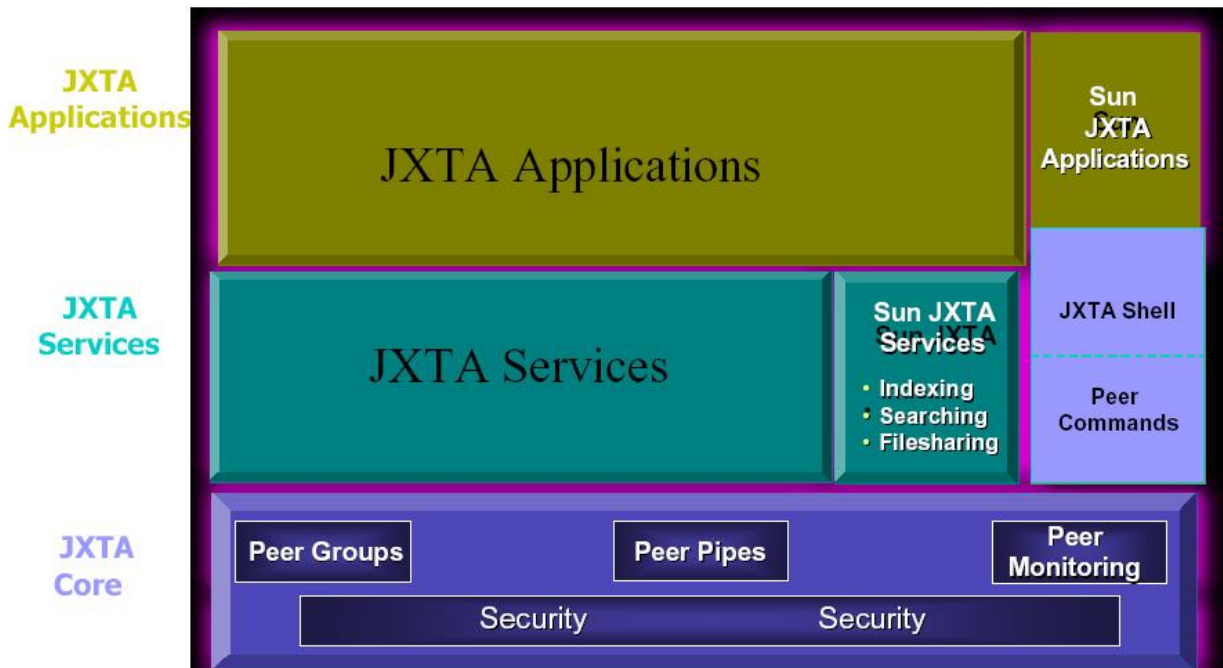 JXTA
Applications
JXTA Applications
Sun
JXTA
Applications
JXTA
Services
JXTA Services
Sun JXTA
Services
• Indexing
• Searching
• Filesharing
JXTA Shell
Peer
Commands
JXTA
Core
Peer Groups
Peer Pipes
Peer
Monitoring
Security Security